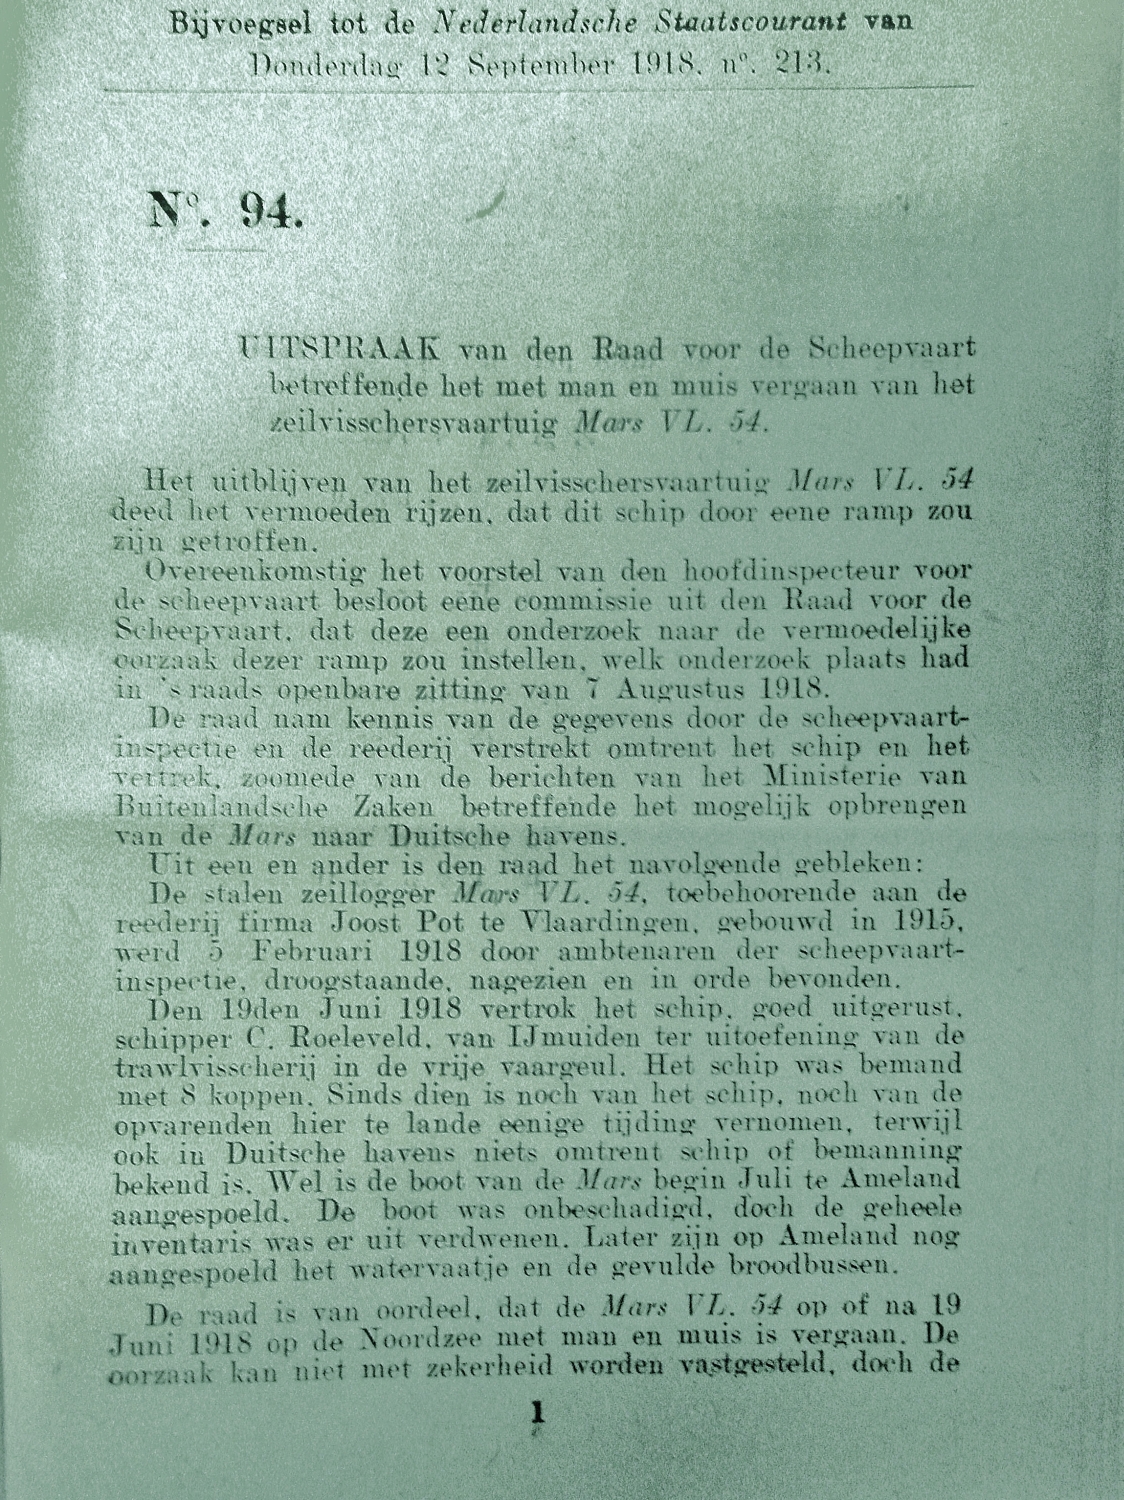 Bijvoegsel tot de Nederlandsche Staatscourant van
Donderdag 12 September 1918. n°. 213.
N°. 94.
UITSPRAAK van den Raad voor de Scheepvaart
betreffende het met man en muis vergaan van het
zeilvisschersvaartuig Mars VL. 54.
Het uitblijven van het zeilvisschersvaartuig Mars VL. 54
deed het vermoeden rijzen, dat dit schip door eene ramp zou
zijn getroffen.
Overeenkomstig het voorstel van den hoofdinspecteur voor
de scheepvaart besloot eene commissie uit den Raad voor de
Scheepvaart, dat deze een onderzoek naar de vermoedelijke
oorzaak dezer ramp zou instellen, welk onderzoek plaats had
in 's raads openbare zitting van 7 Augustus 1918.
De raad nam kennis van de gegevens door de scheepvaart-
inspectie en de reederij verstrekt omtrent het schip en het
vertrek, zoomede van de berichten van het Ministerie van
Buitenlandsche Zaken betreffende het mogelijk opbrengen
van de Mars naar Duitsche havens.
Uit een en ander is den raad het navolgende gebleken:
De stalen zeillogger Mars VL. 54, toebehoorende aan de
reederij firma Joost Pot te Vlaardingen, gebouwd in 1915,
werd 5 Februari 1918 door ambtenaren der scheepvaart-
inspectie, droogstaande, nagezien en in orde bevonden.
Den 19den Juni 1918 vertrok het schip, goed uitgerust,
schipper C. Roeleveld, van IJmuiden ter uitoefening van de
trawlvisscherij in de vrije vaargeul. Het schip was bemand
met 8 koppen. Sinds dien is noch van het schip, noch van de
opvarenden hier te lande eenige tijding vernomen, terwijl
ook in Duitsche havens niets omtrent schip of bemanning
bekend is. Wel is de boot van de Mars begin Juli te Ameland
aangespoeld. De boot was onbeschadigd, doch de geheele
inventaris was er uit verdwenen. Later zijn op Ameland nog
aangespoeld het watervaatje en de gevulde broodbussen.
De raad is van oordeel, dat de Mars VL. 54 op of na 19
Juni 1918 op de Noordzee met man en muis is vergaan. De
oorzaak kan niet met zekerheid worden vastgesteld, doch de
1